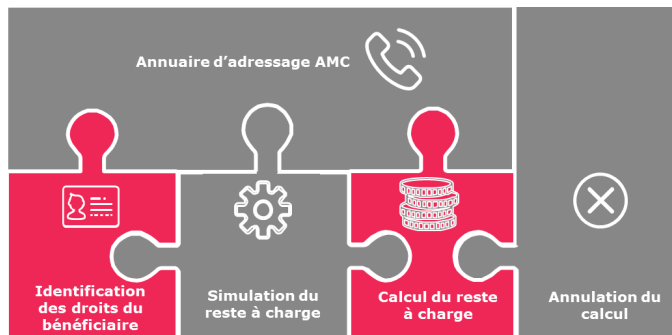 Annuaire d'adressage AMC
Identification
des droits du
bénéficiaire
Simulation du
reste à charge
Calcul du reste
à charge
Annulation du
calcul